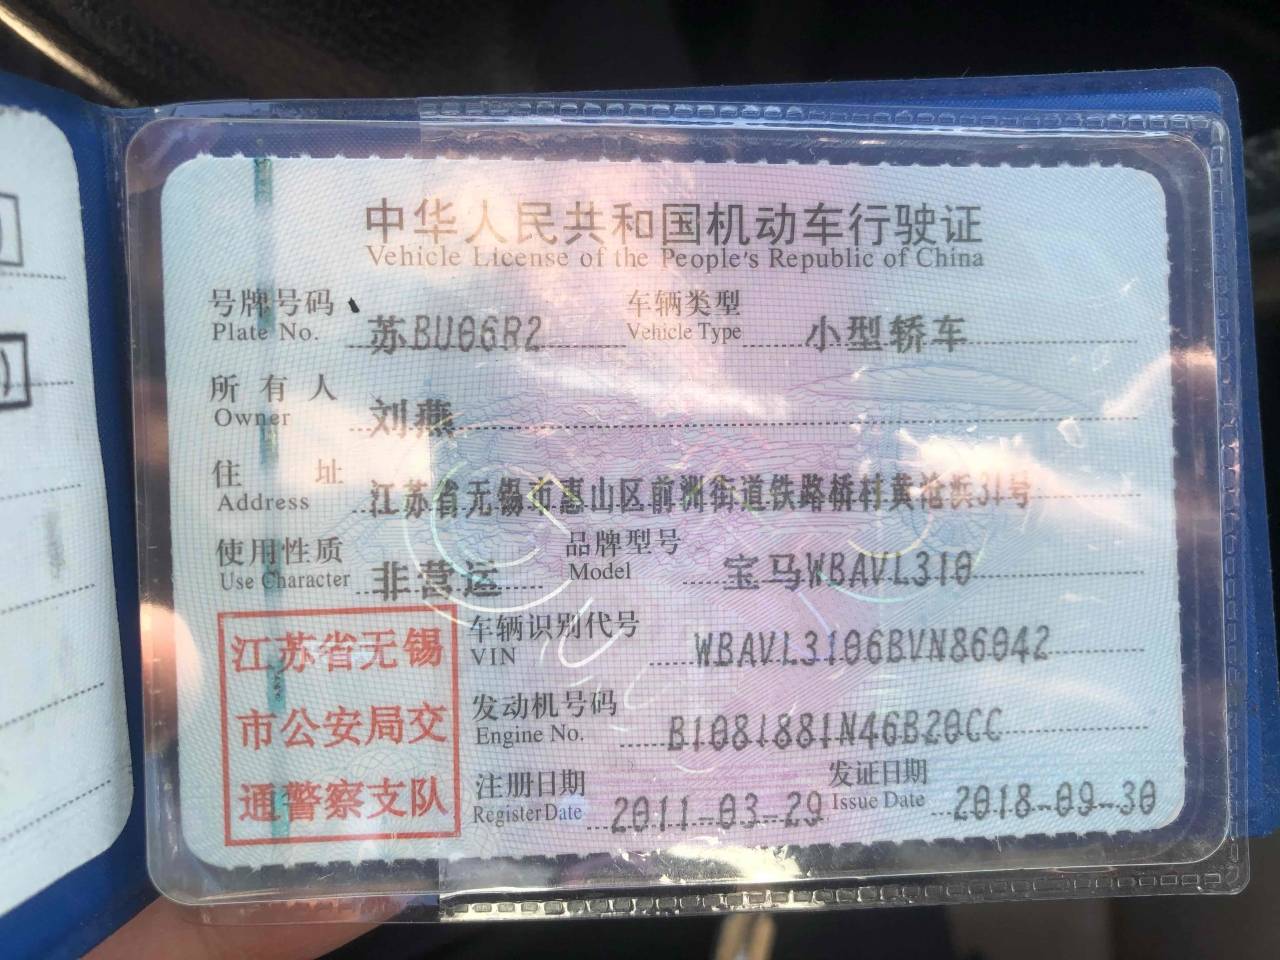 中华人民共和国机动车行驶证
Vehicle License of the People's Republic of China
号牌号码 苏BU06R2 车辆类型 小型轿车
Plate No. Vehicle Type
所有人 刘燕
Owner
住址 江苏省无锡市惠山区前洲街道铁路桥村黄沧浜31号
Address
使用性质 非营运 品牌型号 宝马WBAVL310
Use Character Model
江苏省无锡
市公安局交
通警察支队
车辆识别代号 WBAVL3106BVN86042
VIN
发动机号码 B1081881N46B20CC
Engine No.
注册日期 2011-03-29 发证日期 2018-09-30
Register Date Issue Date